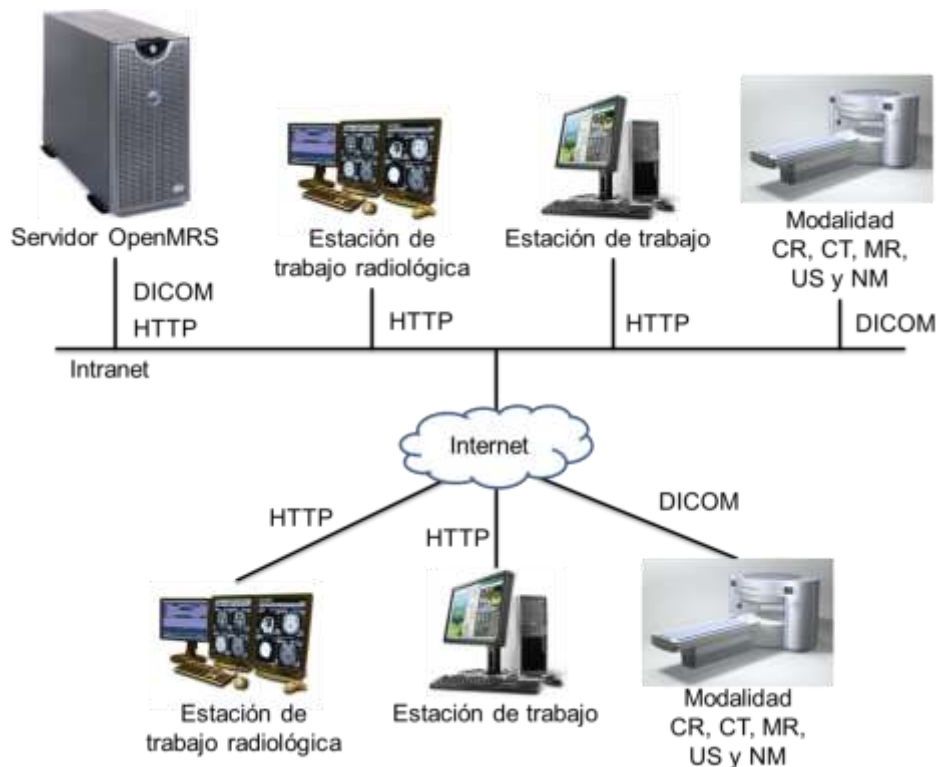 Servidor OpenMRS
Estación de
trabajo radiológica
Estación de trabajo
Modalidad
CR, CT, MR,
US y NM
DICOM
HTTP
HTTP
HTTP
DICOM
Intranet
Internet
HTTP
HTTP
DICOM
Estación de
trabajo radiológica
Estación de trabajo
Modalidad
CR, CT, MR,
US y NM